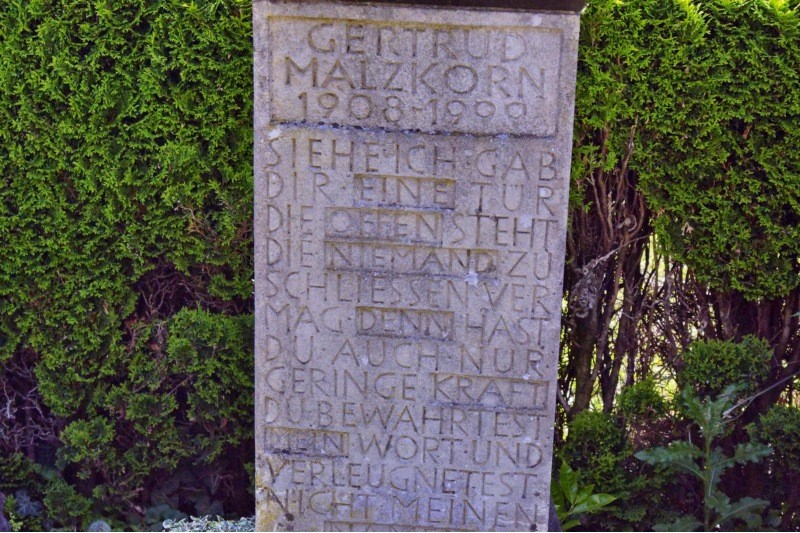 GERTRUD
MALZKORN
1908-1999
SIEHE·ICH·GAB
DIR·EINE·TÜR
DIE·OFFEN·STEHT
DIE·NIEMAND·ZU
SCHLIESSEN·VER
MAG·DENN·HAST
DU·AUCH·NUR
GERINGE·KRAFT
DU·BEWAHRTEST
MEIN·WORT·UND
VERLEUGNETEST
NICHT·MEINEN